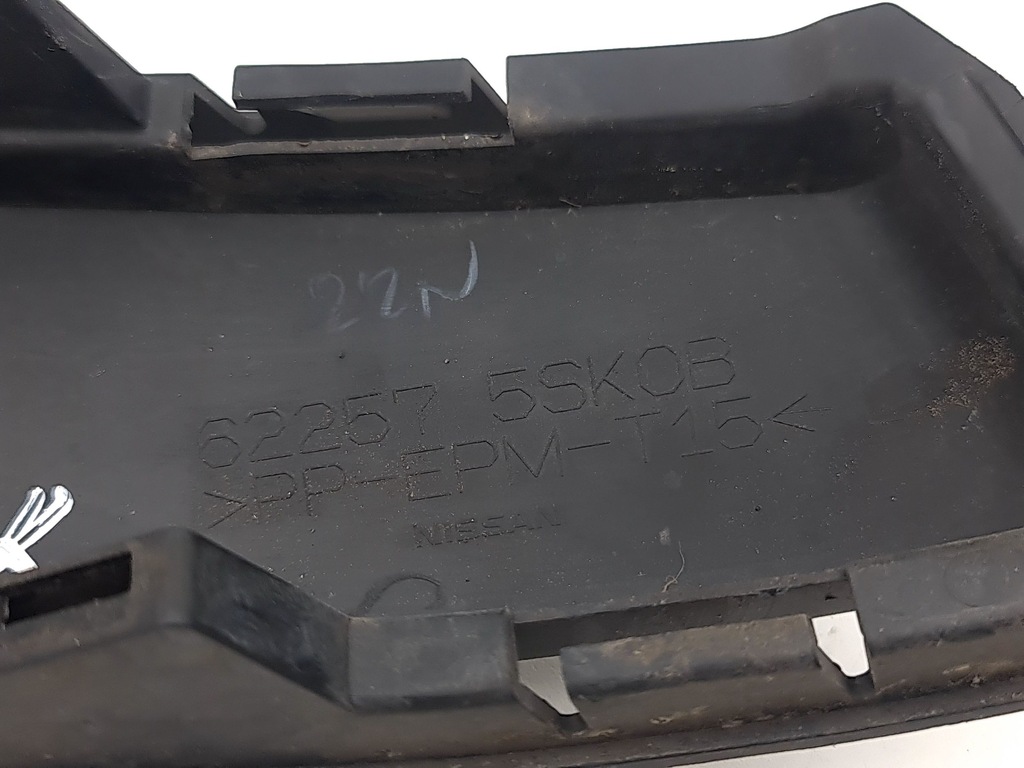 22N
62257 5SK0B
>PP-EPM-T15<
NISSAN